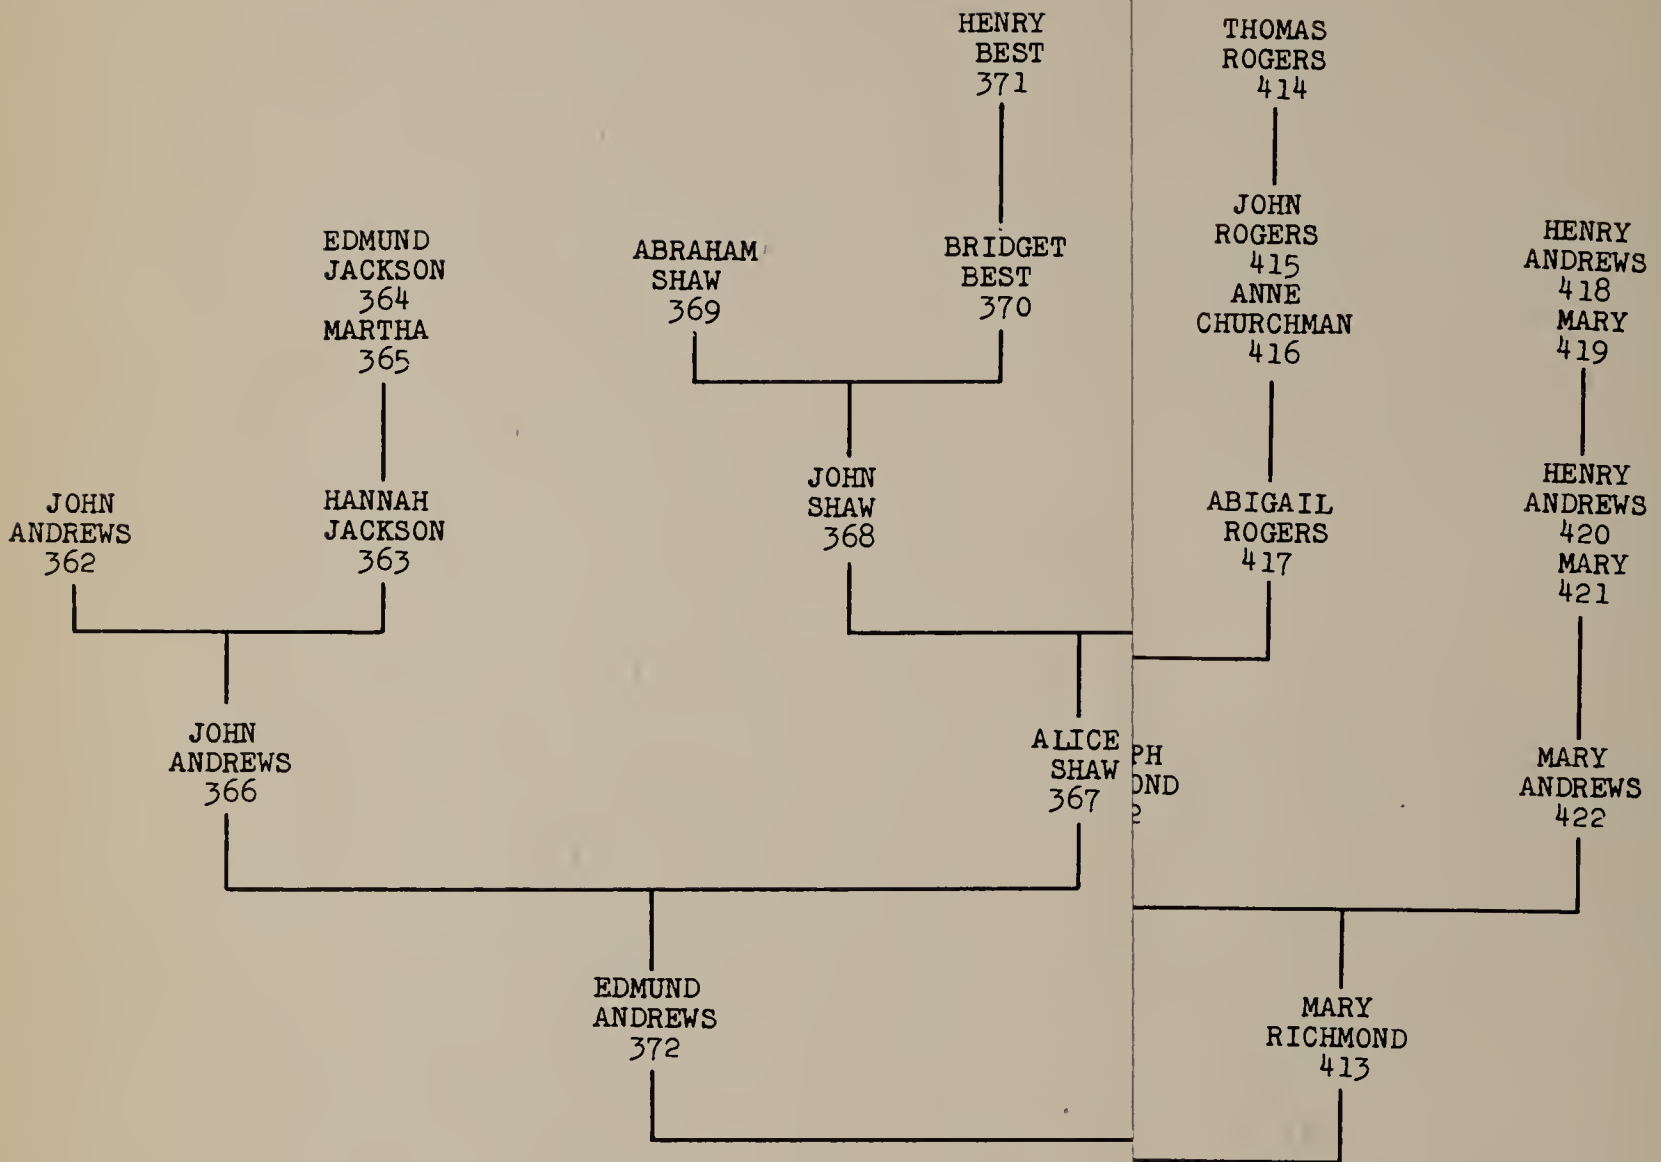 HENRY
BEST
371
THOMAS
ROGERS
414
EDMUND
JACKSON
364
MARTHA
365
ABRAHAM
SHAW
369
BRIDGET
BEST
370
JOHN
ROGERS
415
ANNE
CHURCHMAN
416
HENRY
ANDREWS
418
MARY
419
JOHN
ANDREWS
362
HANNAH
JACKSON
363
JOHN
SHAW
368
ABIGAIL
ROGERS
417
HENRY
ANDREWS
420
MARY
421
JOHN
ANDREWS
366
ALICE
SHAW
367
PH
OND
2
MARY
ANDREWS
422
EDMUND
ANDREWS
372
MARY
RICHMOND
413